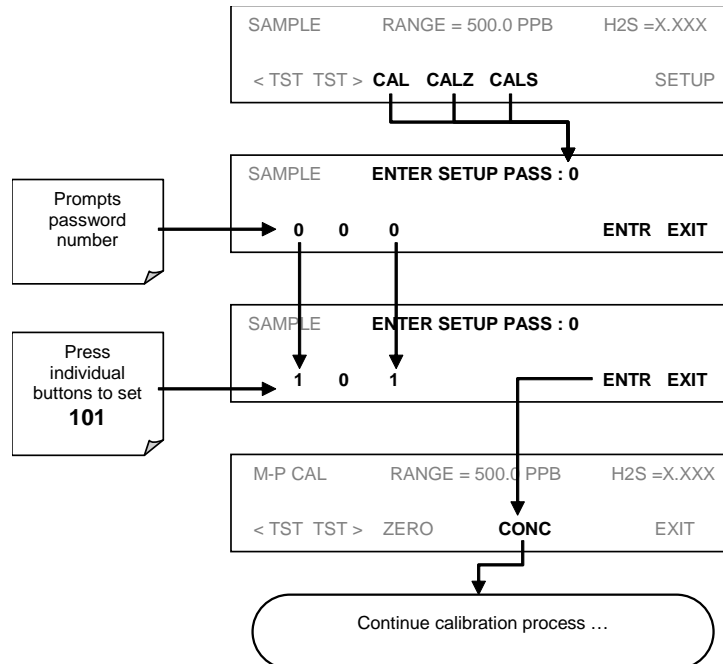 SAMPLE RANGE = 500.0 PPB H2S =X.XXX
< TST TST > CAL CALZ CALS SETUP
SAMPLE ENTER SETUP PASS : 0
Prompts
password
number
0 0 0 ENTR EXIT
SAMPLE ENTER SETUP PASS : 0
Press
individual
buttons to set
101
1 0 1 ENTR EXIT
M-P CAL RANGE = 500.0 PPB H2S =X.XXX
< TST TST > ZERO CONC EXIT
Continue calibration process …